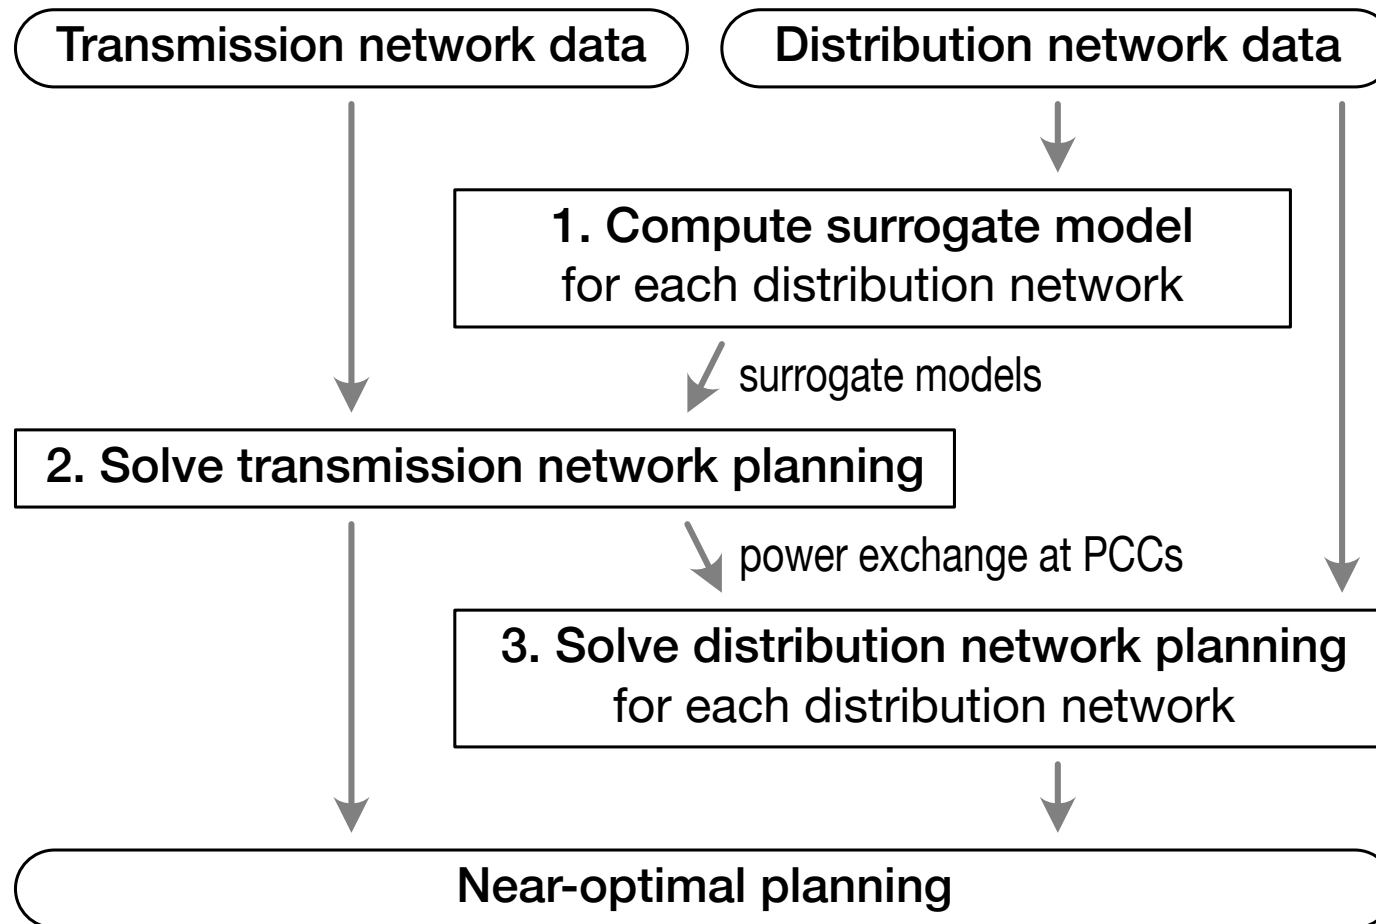 Transmission network data
Distribution network data
1. Compute surrogate model
for each distribution network
surrogate models
2. Solve transmission network planning
power exchange at PCCs
3. Solve distribution network planning
for each distribution network
Near-optimal planning